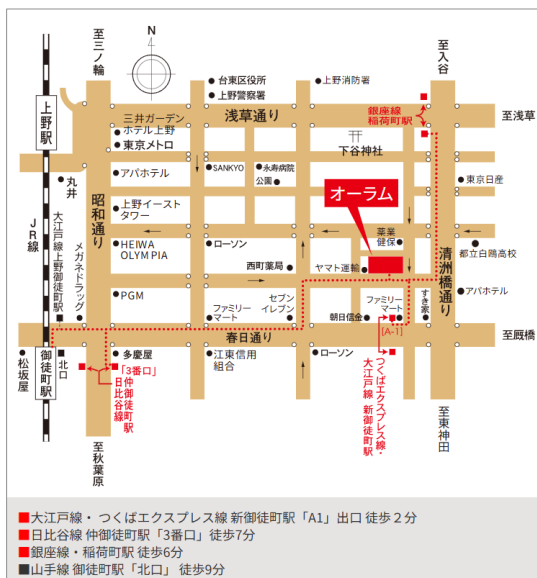 至三ノ輪
N
至入谷
●台東区役所
●上野警察署
●上野消防署
銀座線
稲荷町駅
浅草通り
至浅草
上野駅
三井ガーデン
ホテル上野
●東京メトロ
下谷神社
丸井
●アパホテル
●SANKYO
●永寿病院
公園●
●東京日産
オーラム
昭和通り
●上野イースト
タワー
JR線
大江戸線上野御徒町駅
メガネドラッグ
●HEIWA
OLYMPIA
●ローソン
薬業
健保●
清洲橋通り
都立白鴎高校
西町薬局●
ヤマト運輸●
●PGM
●アパホテル
ファミリー
マート
セブン
イレブン
朝日信金●
ファミリー
マート
すき家
[A-1]
春日通り
至厩橋
松坂屋
御徒町駅
北口
●多慶屋
●江東信用
組合
●ローソン
つくばエクスプレス線・
大江戸線 新御徒町駅
「3番口」
仲御徒町駅
日比谷線
至秋葉原
至東神田
■大江戸線・ つくばエクスプレス線 新御徒町駅「A1」出口 徒歩２分
■日比谷線 仲御徒町駅「3番口」徒歩7分
■銀座線・稲荷町駅 徒歩6分
■山手線 御徒町駅「北口」 徒歩9分